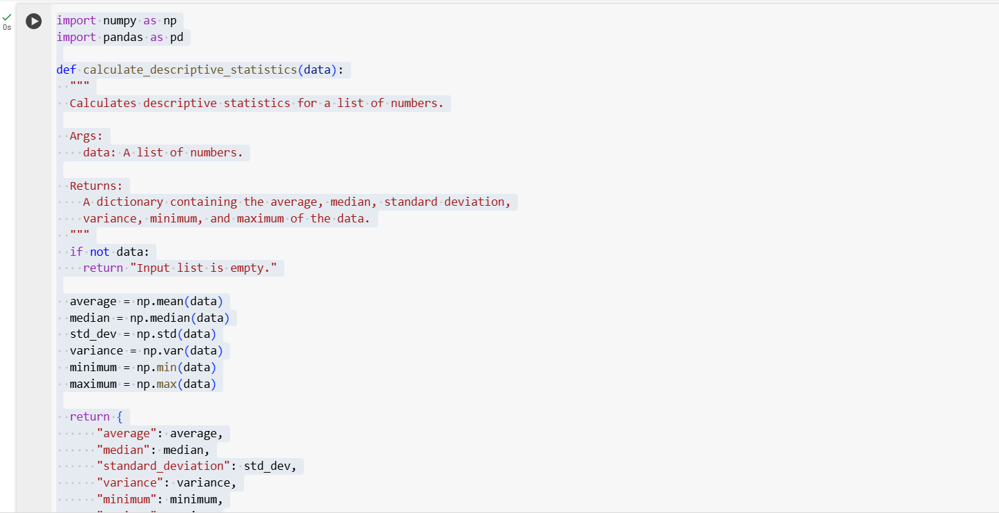 0s
import numpy as np
import pandas as pd

def calculate_descriptive_statistics(data):
  """
  Calculates descriptive statistics for a list of numbers.

  Args:
    data: A list of numbers.

  Returns:
    A dictionary containing the average, median, standard deviation,
    variance, minimum, and maximum of the data.
  """
  if not data:
    return "Input list is empty."

  average = np.mean(data)
  median = np.median(data)
  std_dev = np.std(data)
  variance = np.var(data)
  minimum = np.min(data)
  maximum = np.max(data)

  return {
      "average": average,
      "median": median,
      "standard_deviation": std_dev,
      "variance": variance,
      "minimum": minimum,